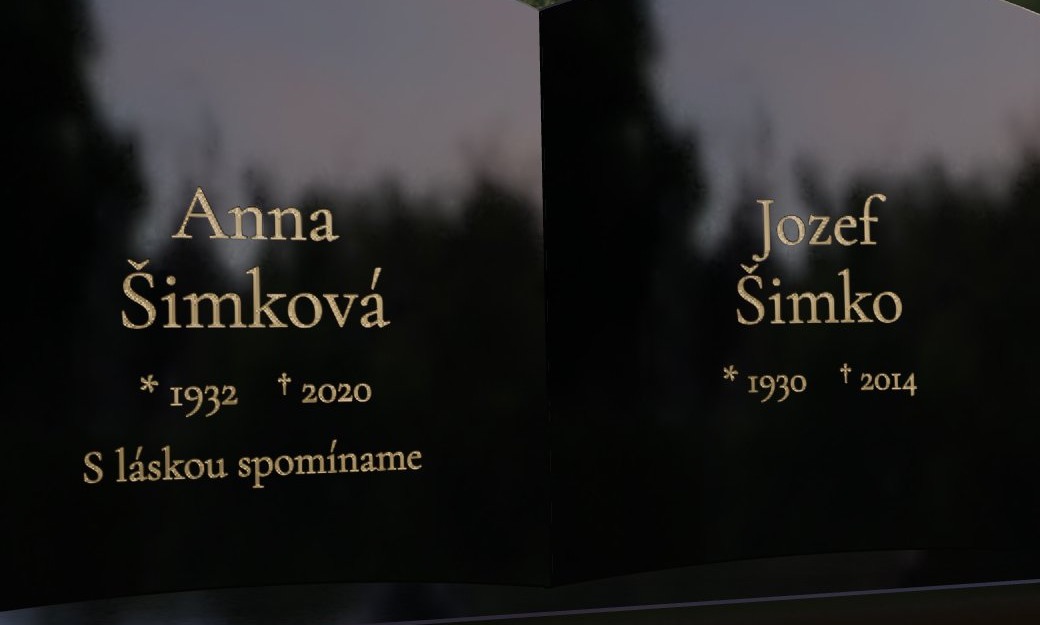 Anna
Šimková
* 1932 † 2020
S láskou spomíname
Jozef
Šimko
* 1930 † 2014